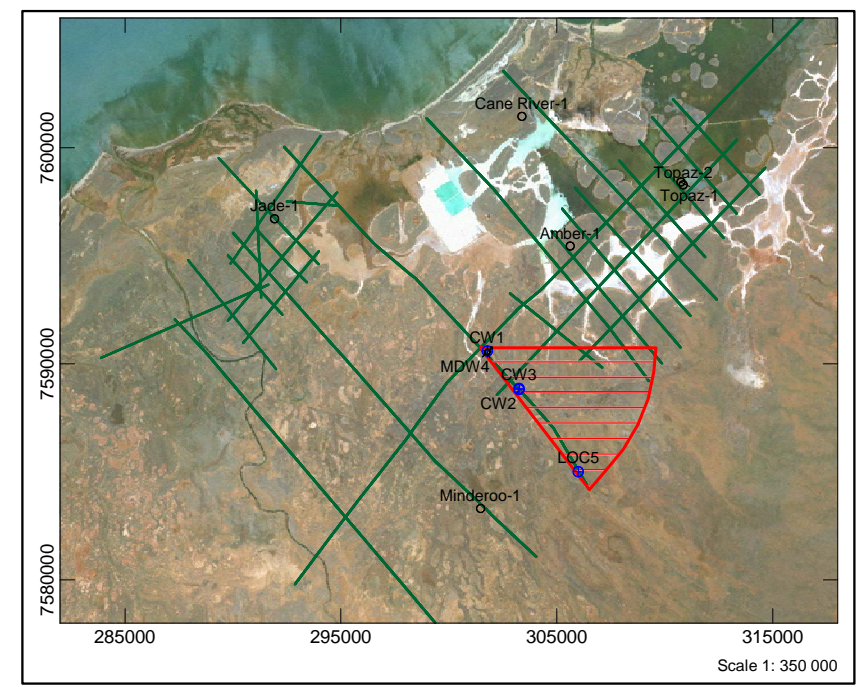 Cane River-1
7600000
Topaz-2
Topaz-1
Jade-1
Amber-1
CW1
7590000
MDW4
CW3
CW2
LOC5
Minderoo-1
7580000
285000
295000
305000
315000
Scale 1: 350 000